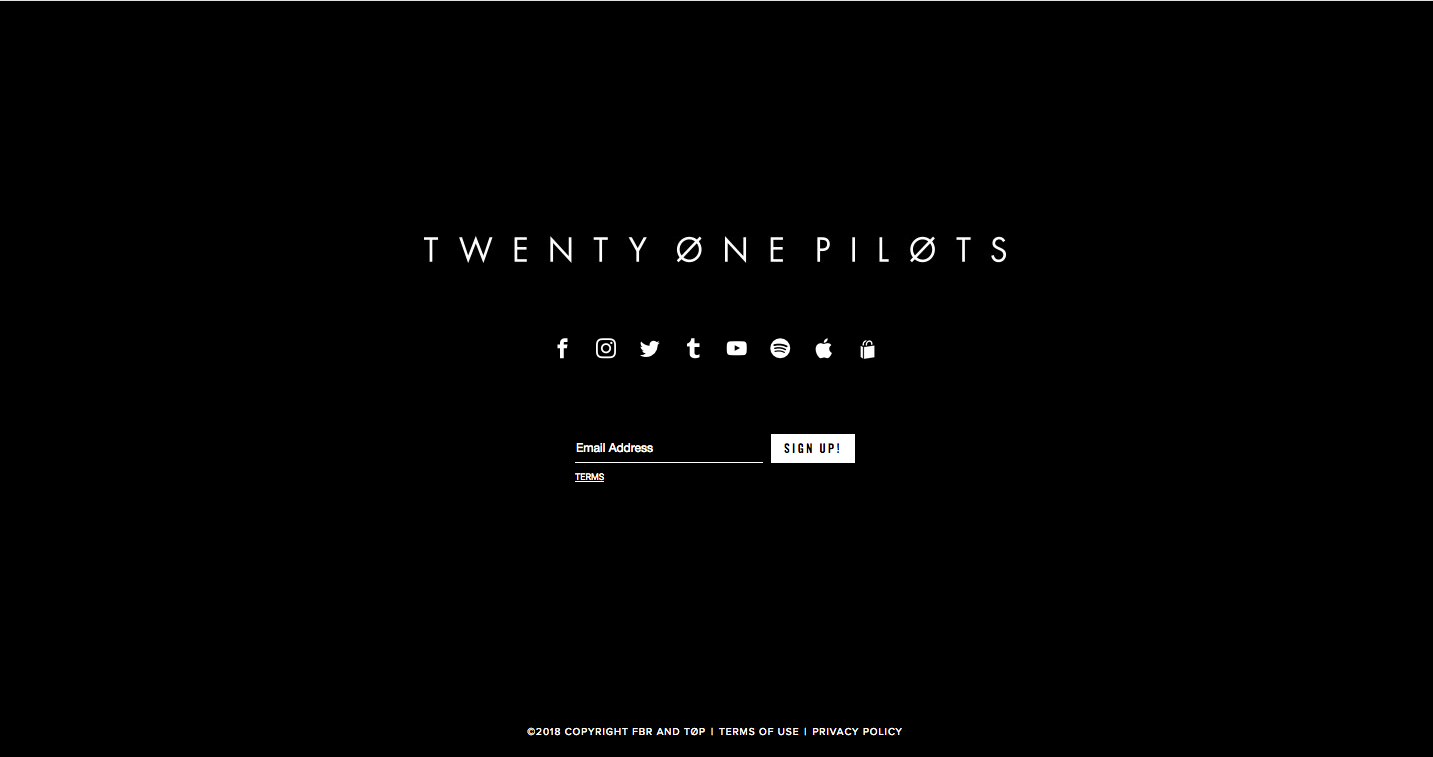 TWENTY ØNE PILØTS
Email Address
SIGN UP!
TERMS
©2018 COPYRIGHT FBR AND TØP | TERMS OF USE | PRIVACY POLICY